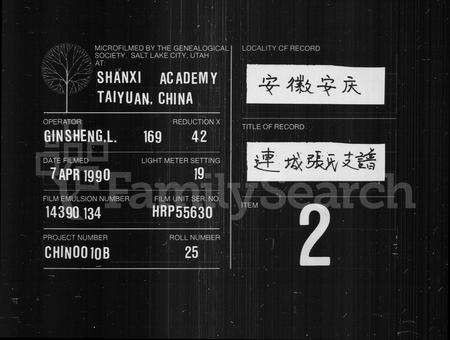 MICROFILMED BY THE GENEALOGICAL
SOCIETY, SALT LAKE CITY, UTAH
AT
SHANXI ACADEMY
TAIYUAN, CHINA
OPERATOR REDUCTION X
GINSHENG.L. 169 42
DATE FILMED LIGHT METER SETTING
7 APR 1990 19
FILM EMULSION NUMBER FILM UNIT SER. NO.
14390 134 HRP55630
PROJECT NUMBER ROLL NUMBER
CHIN0010B 25
LOCALITY OF RECORD
安徽安庆
TITLE OF RECORD
連城張氏支譜
ITEM
2
FamilySearch